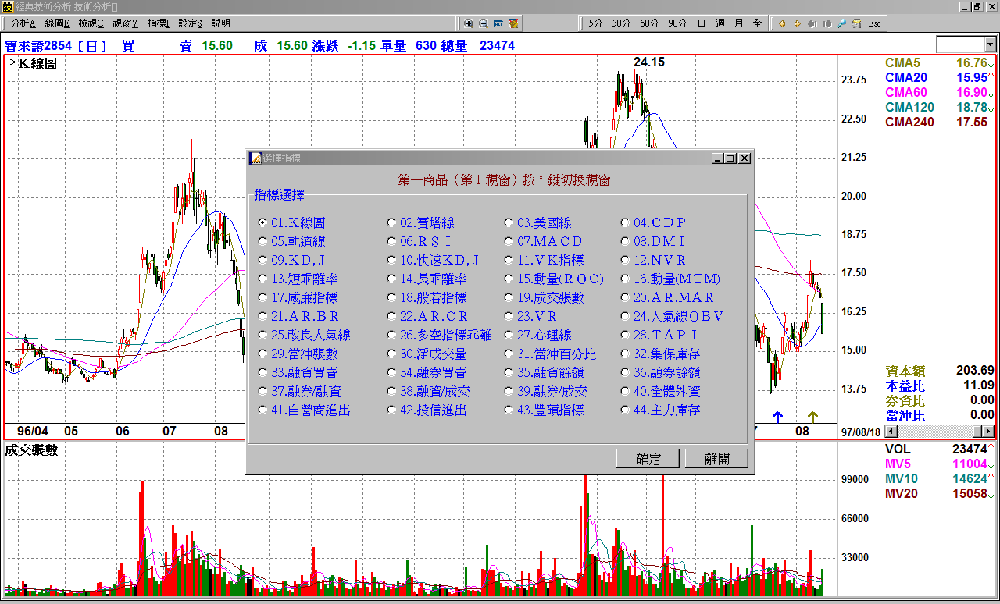 經典技術分析 技術分析
分析A 線圖E 檢視C 視窗V 指標I 設定S 說明
ALL
5分 30分 60分 90分 日 週 月 全 Esc
寶來證2854 [日] 買 賣 15.60 成 15.60 漲跌 -1.15 單量 630 總量 23474
→K線圖
24.15
23.75
22.50
21.25
20.00
18.75
17.50
16.25
15.00
13.75
CMA5 16.76↓
CMA20 15.95↑
CMA60 16.90↓
CMA120 18.78↓
CMA240 17.55
選擇指標
第一商品（第１視窗）按 * 鍵切換視窗
指標選擇
01.K線圖 02.寶塔線 03.美國線 04.ＣＤＰ
05.軌道線 06.ＲＳＩ 07.ＭＡＣＤ 08.ＤＭＩ
09.ＫＤ,Ｊ 10.快速ＫＤ,Ｊ 11.ＶＫ指標 12.ＮＶＲ
13.短乖離率 14.長乖離率 15.動量(ＲＯＣ) 16.動量(ＭＴＭ)
17.威廉指標 18.般若指標 19.成交張數 20.ＡＲ.ＭＡＲ
21.ＡＲ.ＢＲ 22.ＡＲ.ＣＲ 23.ＶＲ 24.人氣線ＯＢＶ
25.改良人氣線 26.多空指標乖離 27.心理線 28.ＴＡＰＩ
29.當沖張數 30.淨成交量 31.當沖百分比 32.集保庫存
33.融資買賣 34.融券買賣 35.融資餘額 36.融券餘額
37.融券/融資 38.融資/成交 39.融券/成交 40.全體外資
41.自營商進出 42.投信進出 43.豐碩指標 44.主力庫存
確定 離開
資本額 203.69
本益比 11.09
券資比 0.00
當沖比 0.00
96/04 05 06 07 08 08 97/08/18
成交張數
99000
66000
33000
VOL 23474↑
MV5 11004↓
MV10 14624↑
MV20 15058↓